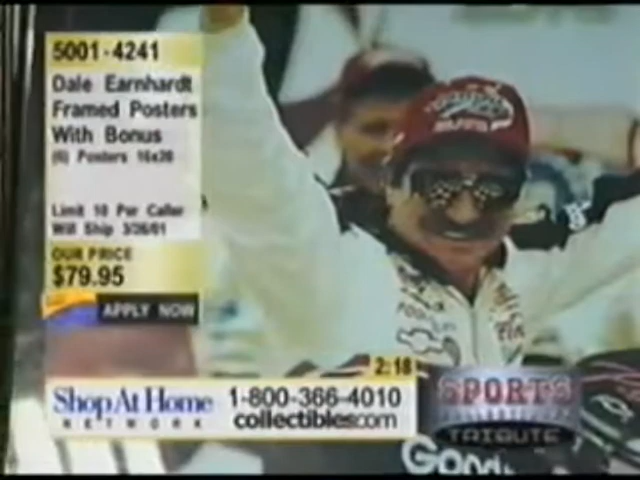 5001-4241
Dale Earnhardt
Framed Posters
With Bonus
(6) Posters 16x20
Limit 10 Per Caller
Will Ship 3/26/01
OUR PRICE
$79.95
APPLY NOW
2:18
Shop At Home
NETWORK
1-800-366-4010
collectibles.com
SPORTS
TRIBUTE
Good